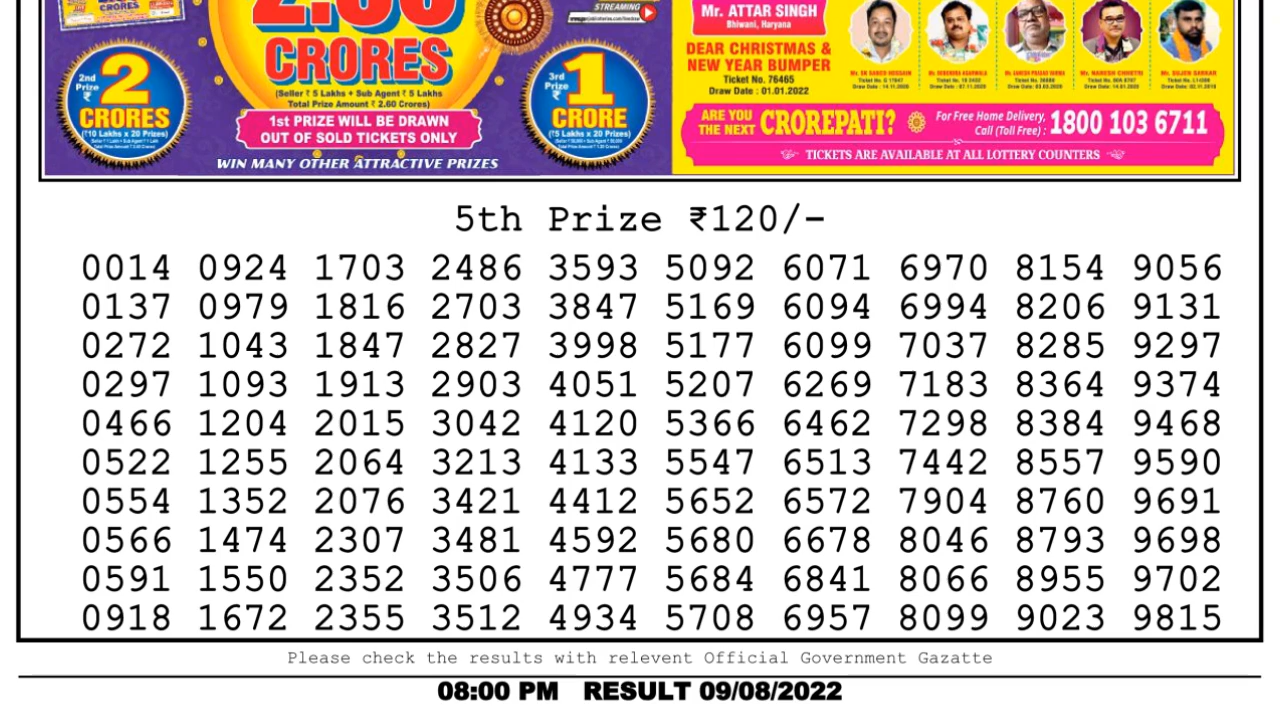 STREAMING
CRORES
(Seller ₹ 5 Lakhs + Sub Agent ₹ 5 Lakhs
Total Prize Amount ₹ 2.60 Crores)
1st PRIZE WILL BE DRAWN
OUT OF SOLD TICKETS ONLY
WIN MANY OTHER ATTRACTIVE PRIZES
2nd
Prize
₹
2
CRORES
(₹10 Lakhs x 20 Prizes)
3rd
Prize
₹
1
CRORE
(₹5 Lakhs x 20 Prizes)
Mr. ATTAR SINGH
Bhiwani, Haryana
DEAR CHRISTMAS &
NEW YEAR BUMPER
Ticket No. 76465
Draw Date : 01.01.2022
ARE YOU
THE NEXT CROREPATI?
For Free Home Delivery,
Call (Toll Free) : 1800 103 6711
TICKETS ARE AVAILABLE AT ALL LOTTERY COUNTERS
5th Prize ₹120/-
0014 0924 1703 2486 3593 5092 6071 6970 8154 9056
0137 0979 1816 2703 3847 5169 6094 6994 8206 9131
0272 1043 1847 2827 3998 5177 6099 7037 8285 9297
0297 1093 1913 2903 4051 5207 6269 7183 8364 9374
0466 1204 2015 3042 4120 5366 6462 7298 8384 9468
0522 1255 2064 3213 4133 5547 6513 7442 8557 9590
0554 1352 2076 3421 4412 5652 6572 7904 8760 9691
0566 1474 2307 3481 4592 5680 6678 8046 8793 9698
0591 1550 2352 3506 4777 5684 6841 8066 8955 9702
0918 1672 2355 3512 4934 5708 6957 8099 9023 9815
Please check the results with relevent Official Government Gazatte
08:00 PM RESULT 09/08/2022